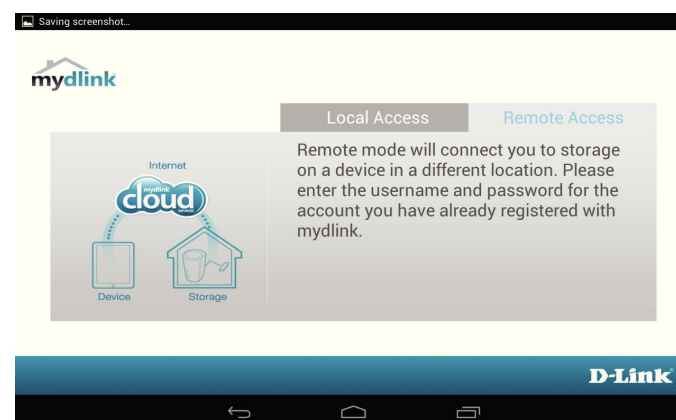 Saving screenshot...
mydlink
Local Access
Remote Access
Internet
mydlink
cloud
services
Device
Storage
Remote mode will connect you to storage
on a device in a different location. Please
enter the username and password for the
account you have already registered with
mydlink.
D-Link